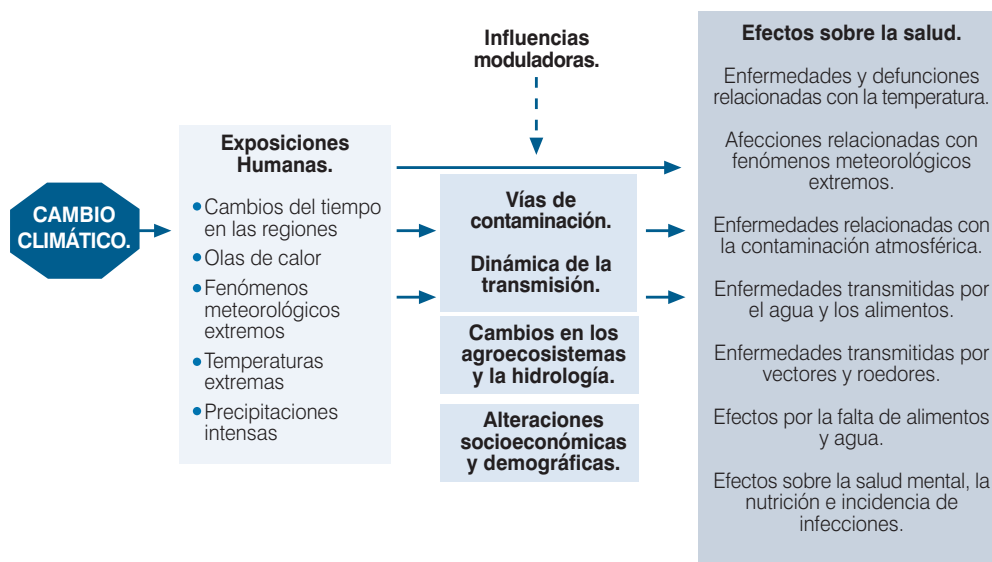 CAMBIO
CLIMÁTICO.
Exposiciones
Humanas.
Cambios del tiempo
en las regiones
Olas de calor
Fenómenos
meteorológicos
extremos
Temperaturas
extremas
Precipitaciones
intensas
Influencias
moduladoras.
Vías de
contaminación.
Dinámica de la
transmisión.
Cambios en los
agroecosistemas
y la hidrología.
Alteraciones
socioeconómicas
y demográficas.
Efectos sobre la salud.
Enfermedades y defunciones
relacionadas con la temperatura.
Afecciones relacionadas con
fenómenos meteorológicos
extremos.
Enfermedades relacionadas con
la contaminación atmosférica.
Enfermedades transmitidas por
el agua y los alimentos.
Enfermedades transmitidas por
vectores y roedores.
Efectos por la falta de alimentos
y agua.
Efectos sobre la salud mental, la
nutrición e incidencia de
infecciones.